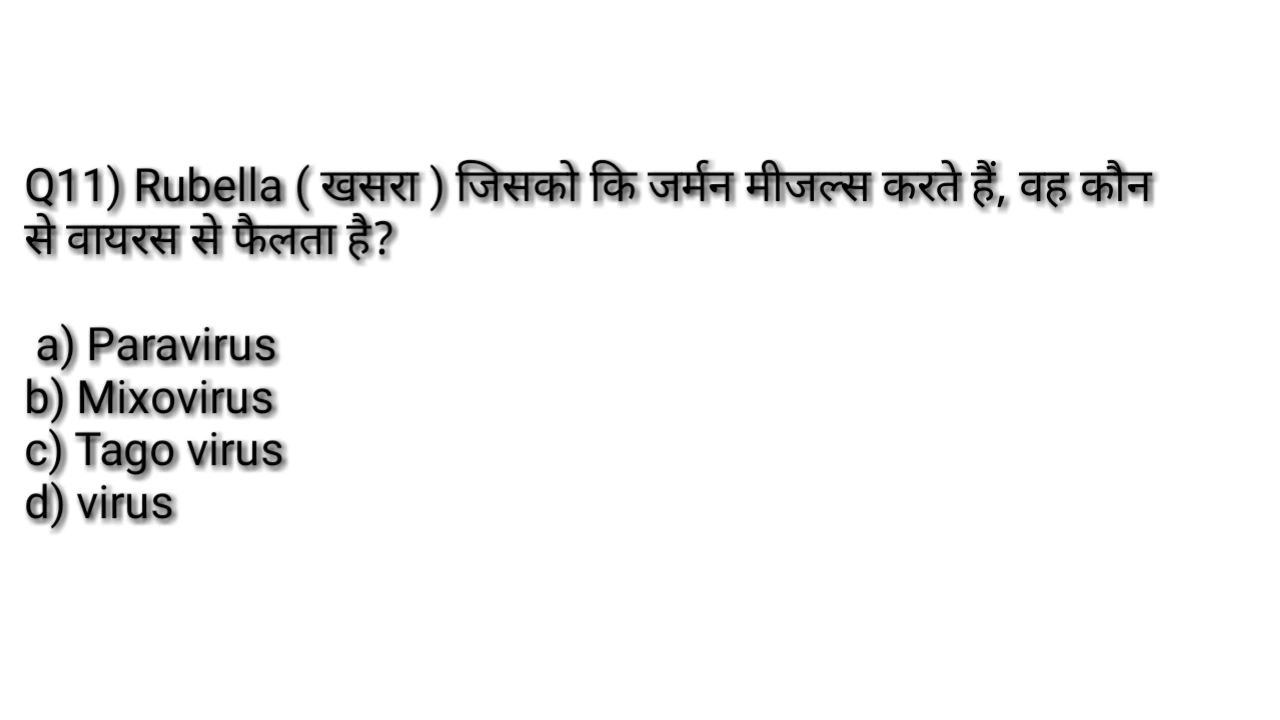 Q11) Rubella ( खसरा ) जिसको कि जर्मन मीजल्स करते हैं, वह कौन
से वायरस से फैलता है?
a) Paravirus
b) Mixovirus
c) Tago virus
d) virus